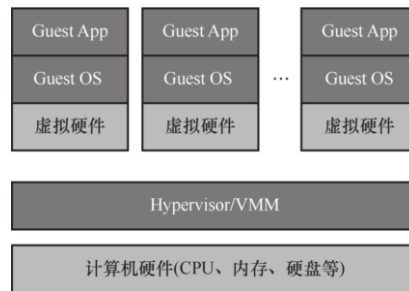 Guest App Guest App Guest App
Guest OS Guest OS … Guest OS
虚拟硬件 虚拟硬件 虚拟硬件
Hypervisor/VMM
计算机硬件(CPU、内存、硬盘等)